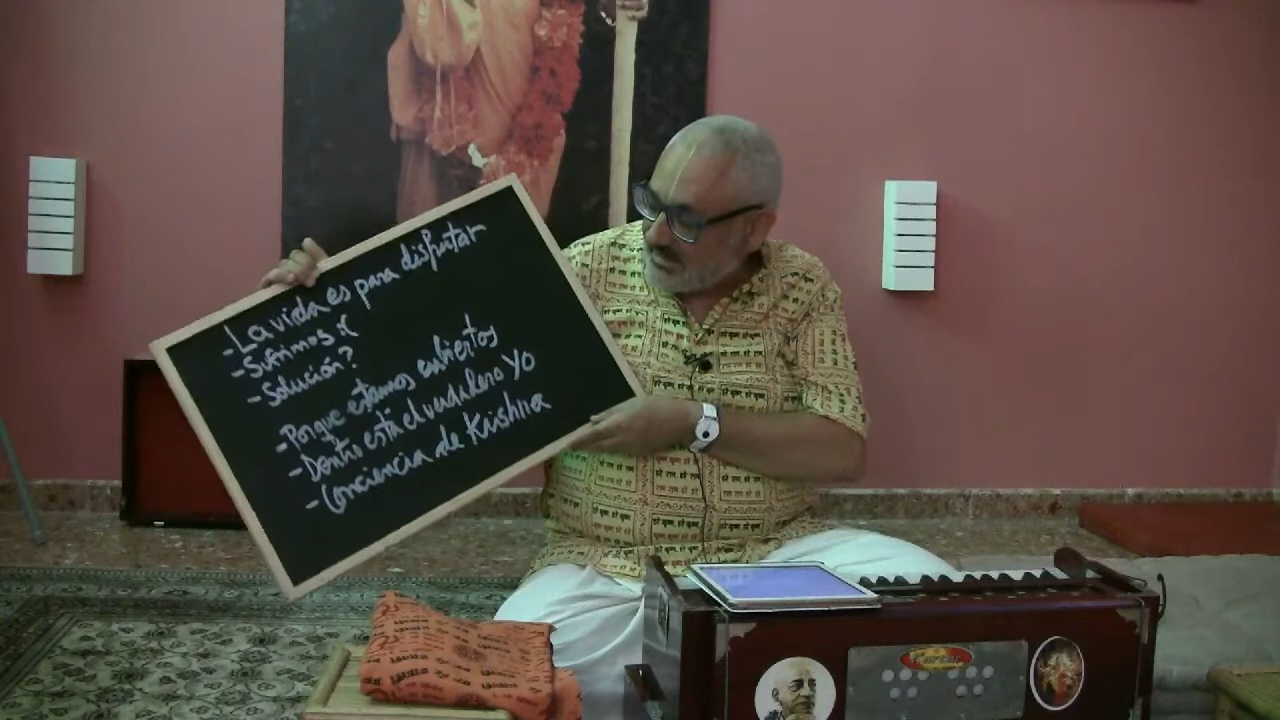 -La vida es para disfrutar
-Sufrimos :(
-Solución?
-Porque estamos cubiertos
-Dentro está el verdadero yo
-Conciencia de Krishna